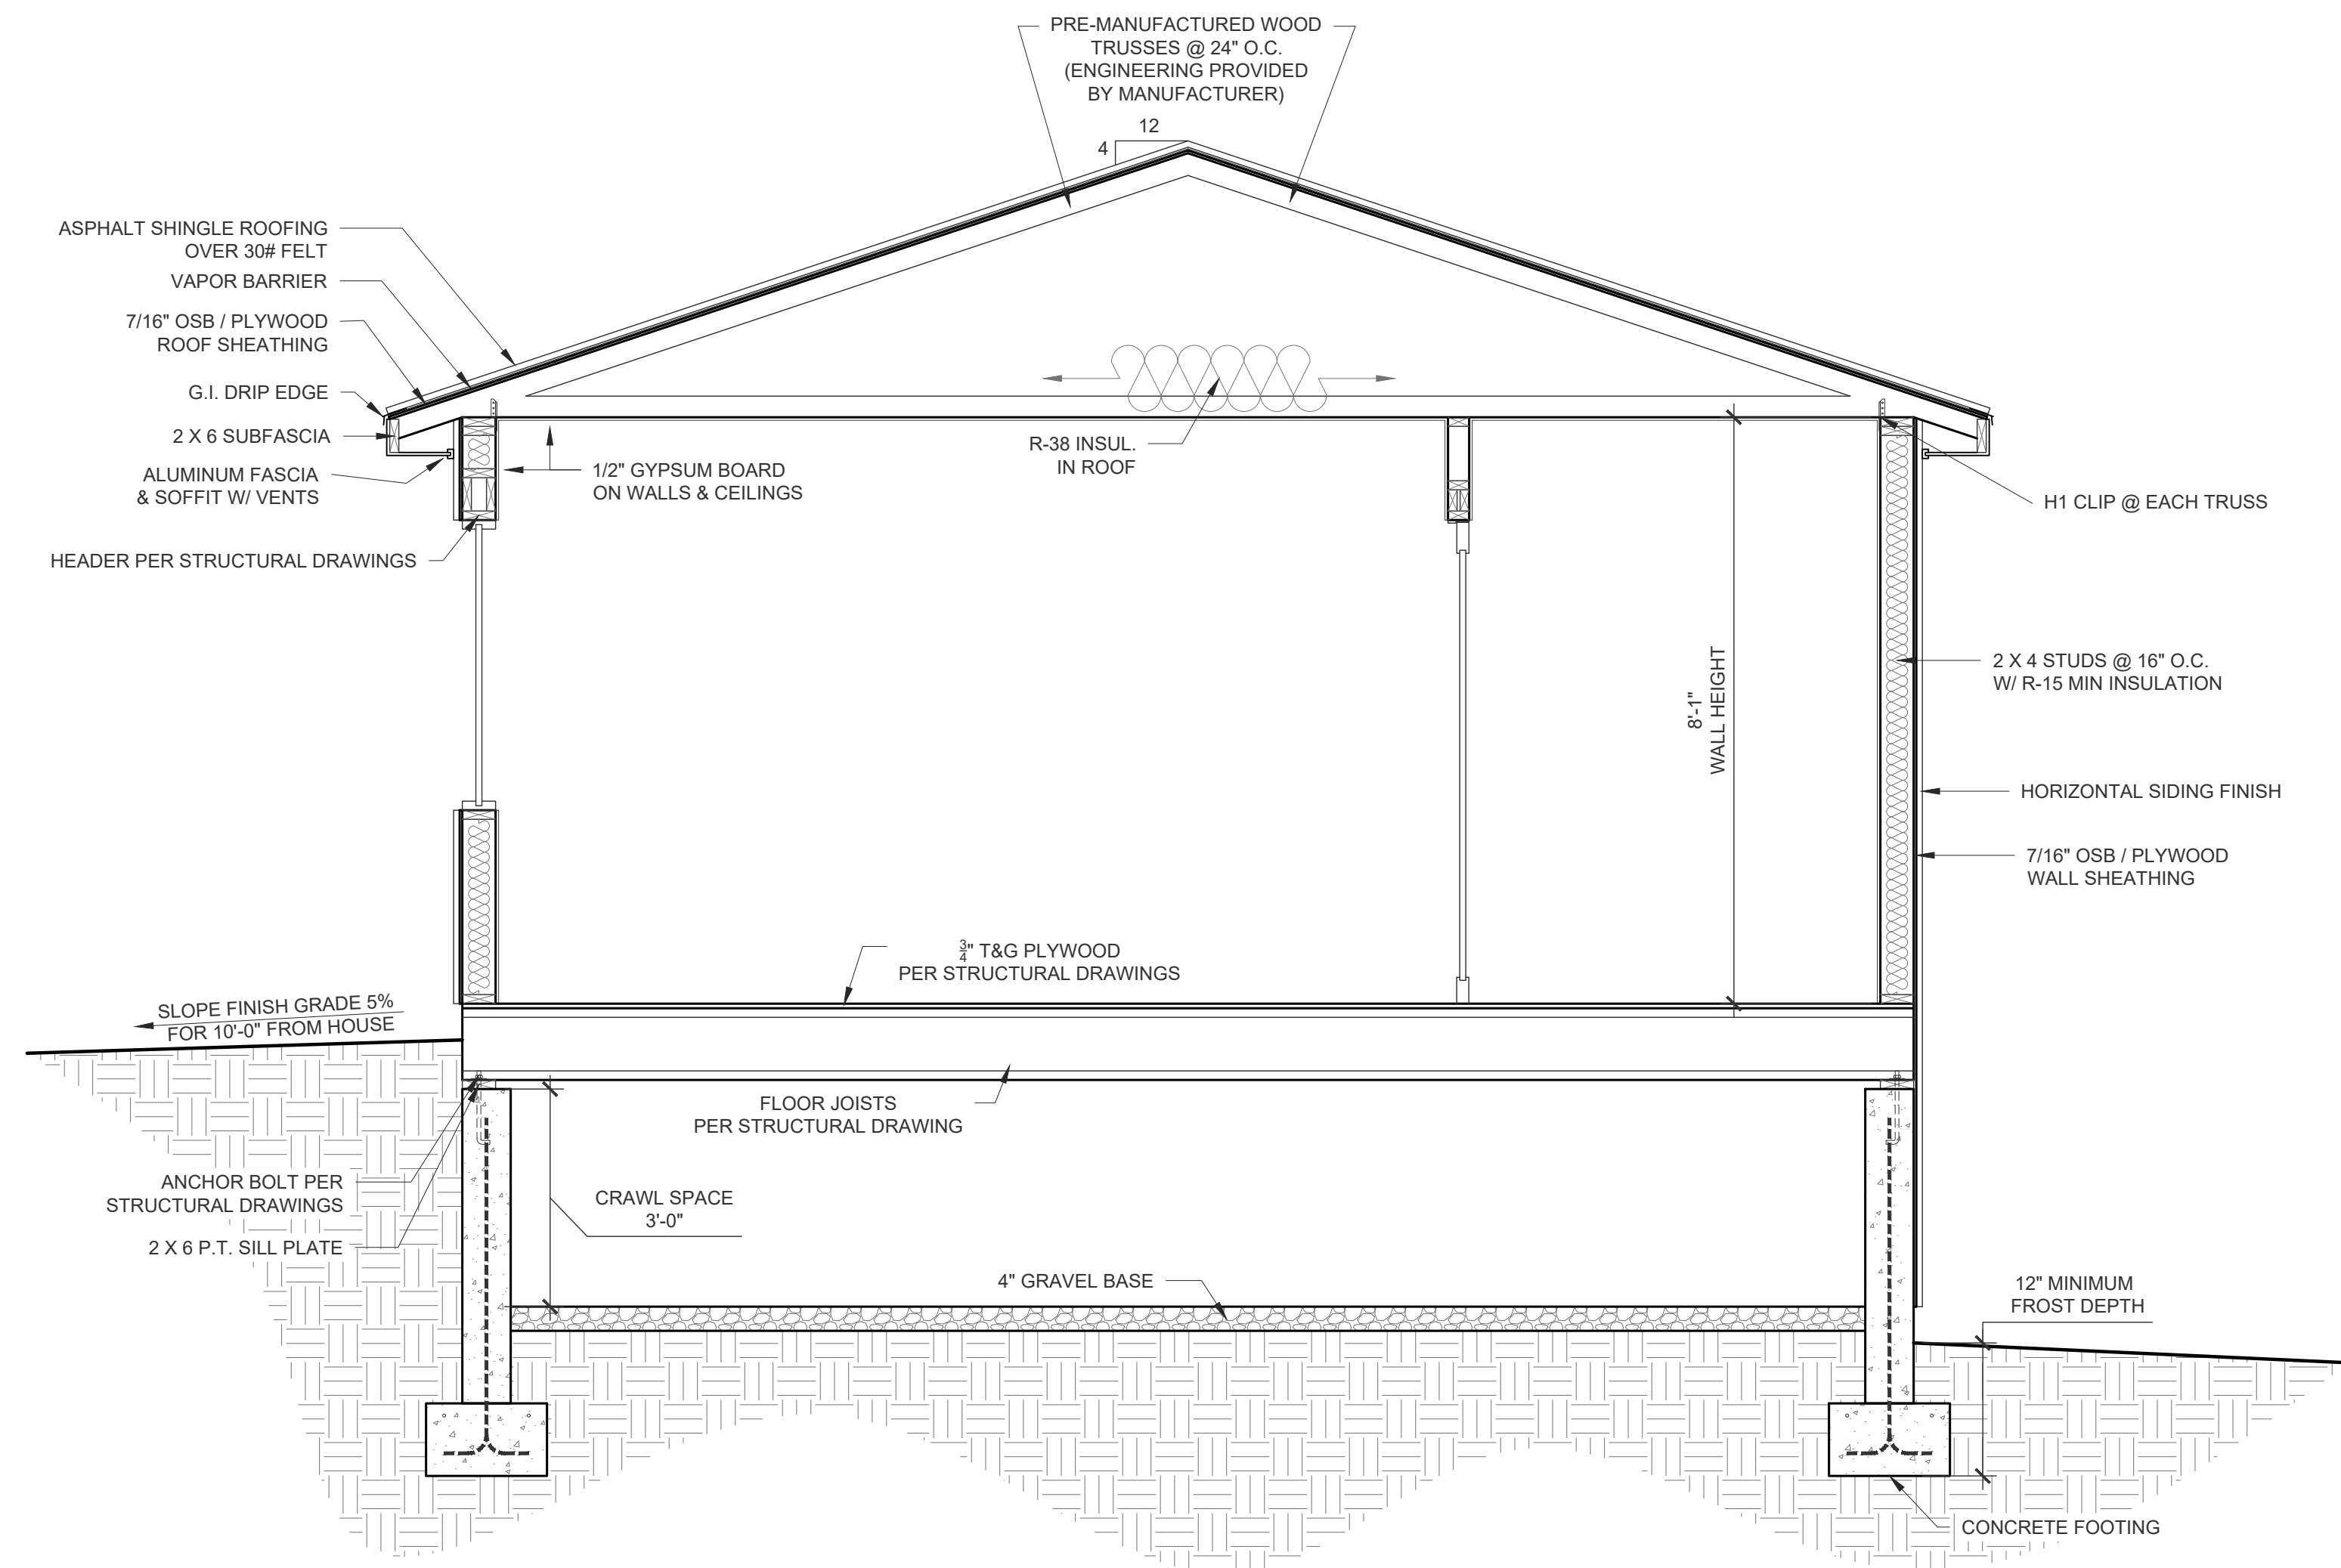 PRE-MANUFACTURED WOOD
TRUSSES @ 24" O.C.
(ENGINEERING PROVIDED
BY MANUFACTURER)
12
4
ASPHALT SHINGLE ROOFING
OVER 30# FELT
VAPOR BARRIER
7/16" OSB / PLYWOOD
ROOF SHEATHING
G.I. DRIP EDGE
2 X 6 SUBFASCIA
ALUMINUM FASCIA
& SOFFIT W/ VENTS
HEADER PER STRUCTURAL DRAWINGS
1/2" GYPSUM BOARD
ON WALLS & CEILINGS
R-38 INSUL.
IN ROOF
H1 CLIP @ EACH TRUSS
2 X 4 STUDS @ 16" O.C.
W/ R-15 MIN INSULATION
8'-1"
WALL HEIGHT
HORIZONTAL SIDING FINISH
7/16" OSB / PLYWOOD
WALL SHEATHING
3/4" T&G PLYWOOD
PER STRUCTURAL DRAWINGS
SLOPE FINISH GRADE 5%
FOR 10'-0" FROM HOUSE
FLOOR JOISTS
PER STRUCTURAL DRAWING
ANCHOR BOLT PER
STRUCTURAL DRAWINGS
2 X 6 P.T. SILL PLATE
CRAWL SPACE
3'-0"
4" GRAVEL BASE
12" MINIMUM
FROST DEPTH
CONCRETE FOOTING